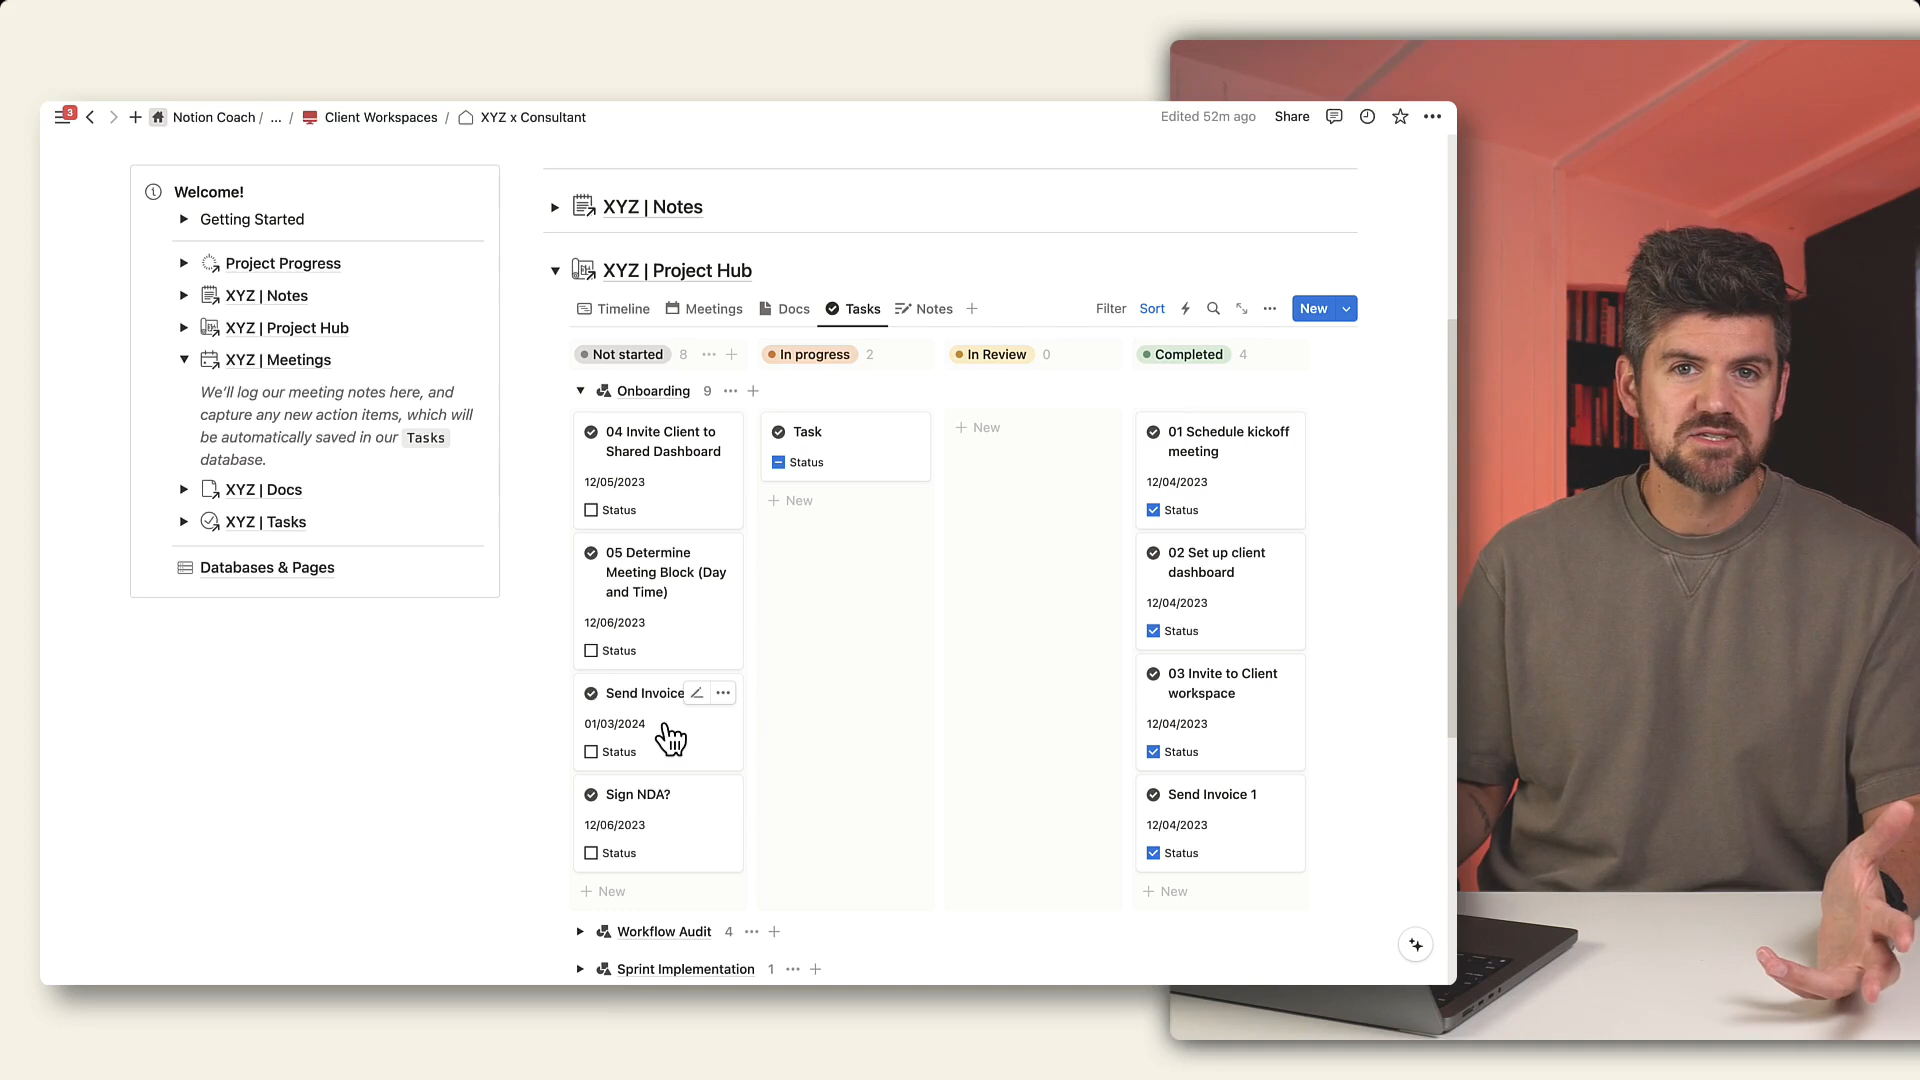 3
Notion Coach / ... / Client Workspaces / XYZ x Consultant
Edited 52m ago Share
Welcome!
Getting Started
Project Progress
XYZ | Notes
XYZ | Project Hub
XYZ | Meetings
We'll log our meeting notes here, and
capture any new action items, which will
be automatically saved in our Tasks
database.
XYZ | Docs
XYZ | Tasks
Databases & Pages
XYZ | Notes
XYZ | Project Hub
Timeline Meetings Docs Tasks Notes
Filter Sort New
Not started 8
In progress 2
In Review 0
Completed 4
Onboarding 9
04 Invite Client to
Shared Dashboard
12/05/2023
Status
05 Determine
Meeting Block (Day
and Time)
12/06/2023
Status
Send Invoice
01/03/2024
Status
Sign NDA?
12/06/2023
Status
New
Task
Status
New
New
01 Schedule kickoff
meeting
12/04/2023
Status
02 Set up client
dashboard
12/04/2023
Status
03 Invite to Client
workspace
12/04/2023
Status
Send Invoice 1
12/04/2023
Status
New
Workflow Audit 4
Sprint Implementation 1